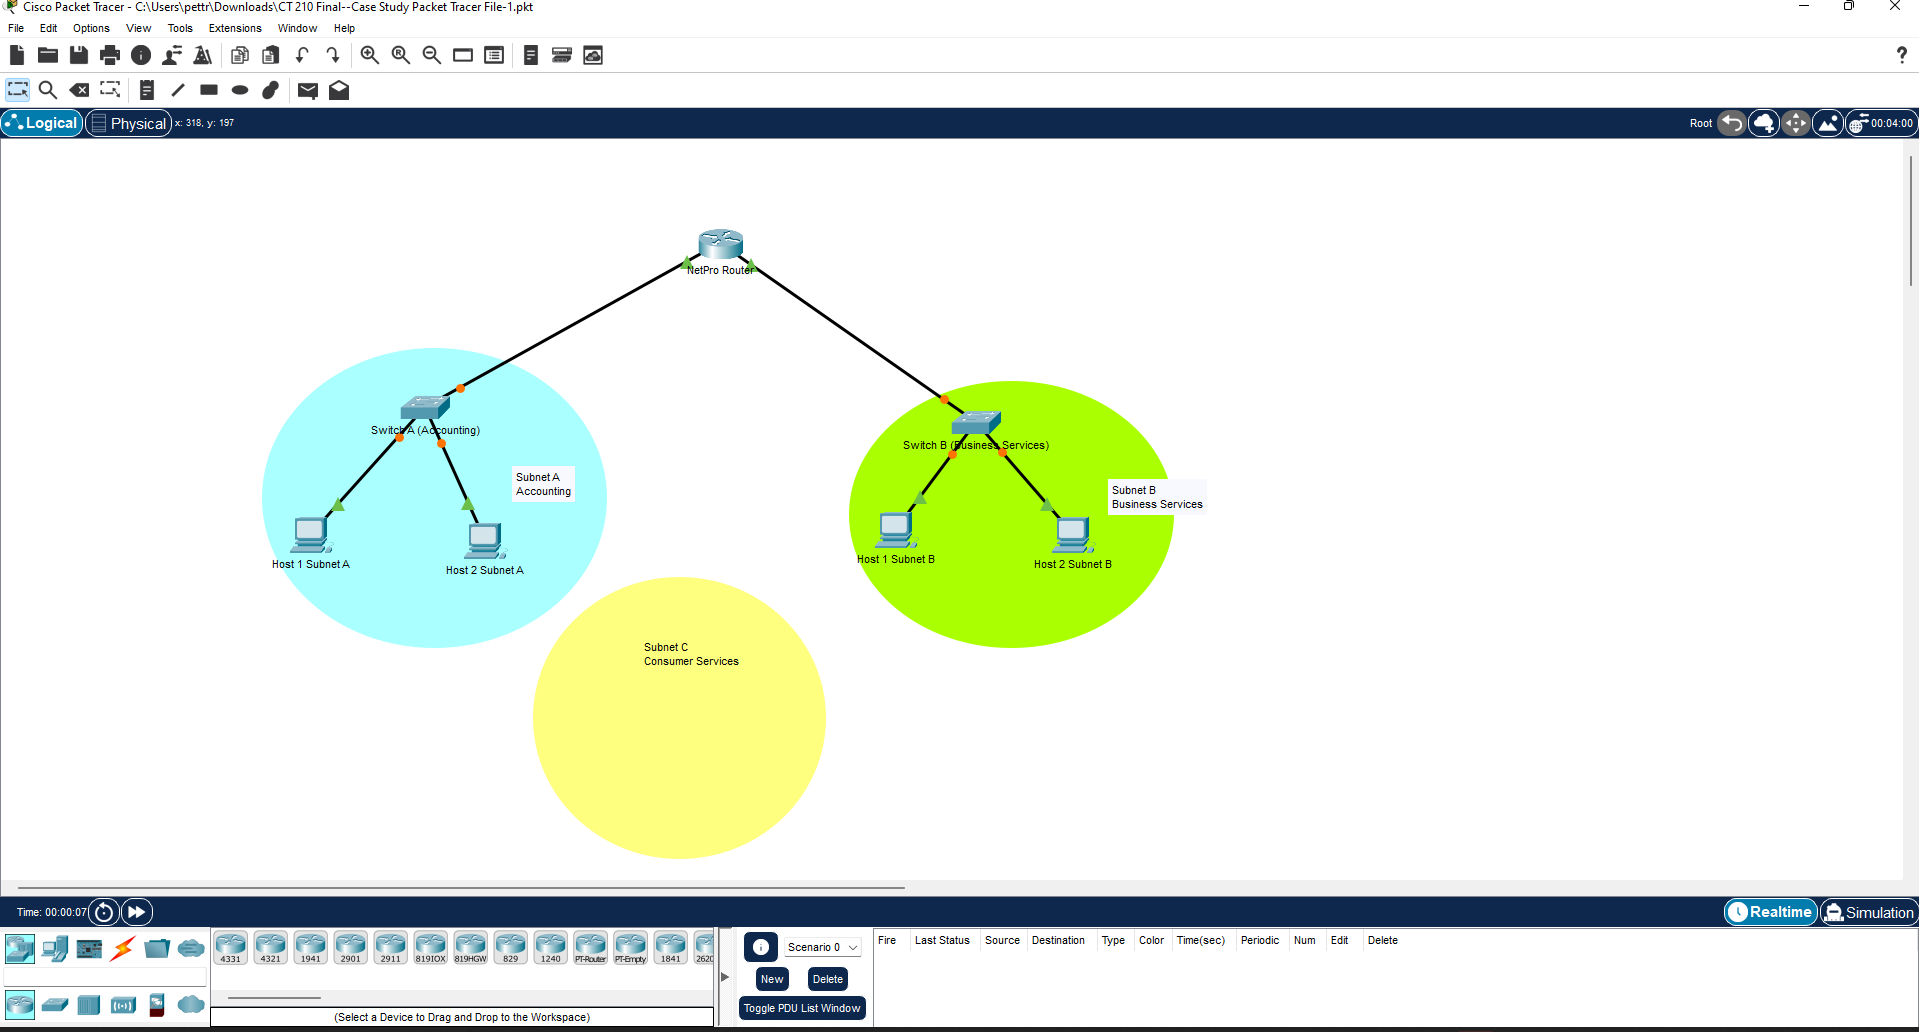 Cisco Packet Tracer - C:\Users\pettr\Downloads\CT 210 Final--Case Study Packet Tracer File-1.pkt
File Edit Options View Tools Extensions Window Help
Logical Physical x: 318, y: 197 Root 00:04:00
NetPro Router
Switch A (Accounting)
Switch B (Business Services)
Subnet A
Accounting
Subnet B
Business Services
Host 1 Subnet A
Host 2 Subnet A
Host 1 Subnet B
Host 2 Subnet B
Subnet C
Consumer Services
Time: 00:00:07 Realtime Simulation
4331 4321 1941 2901 2911 819IOX 819HGW 829 1240 PT-Router PT-Empty 1841 2620
(Select a Device to Drag and Drop to the Workspace)
Scenario 0
New Delete
Toggle PDU List Window
Fire Last Status Source Destination Type Color Time(sec) Periodic Num Edit Delete